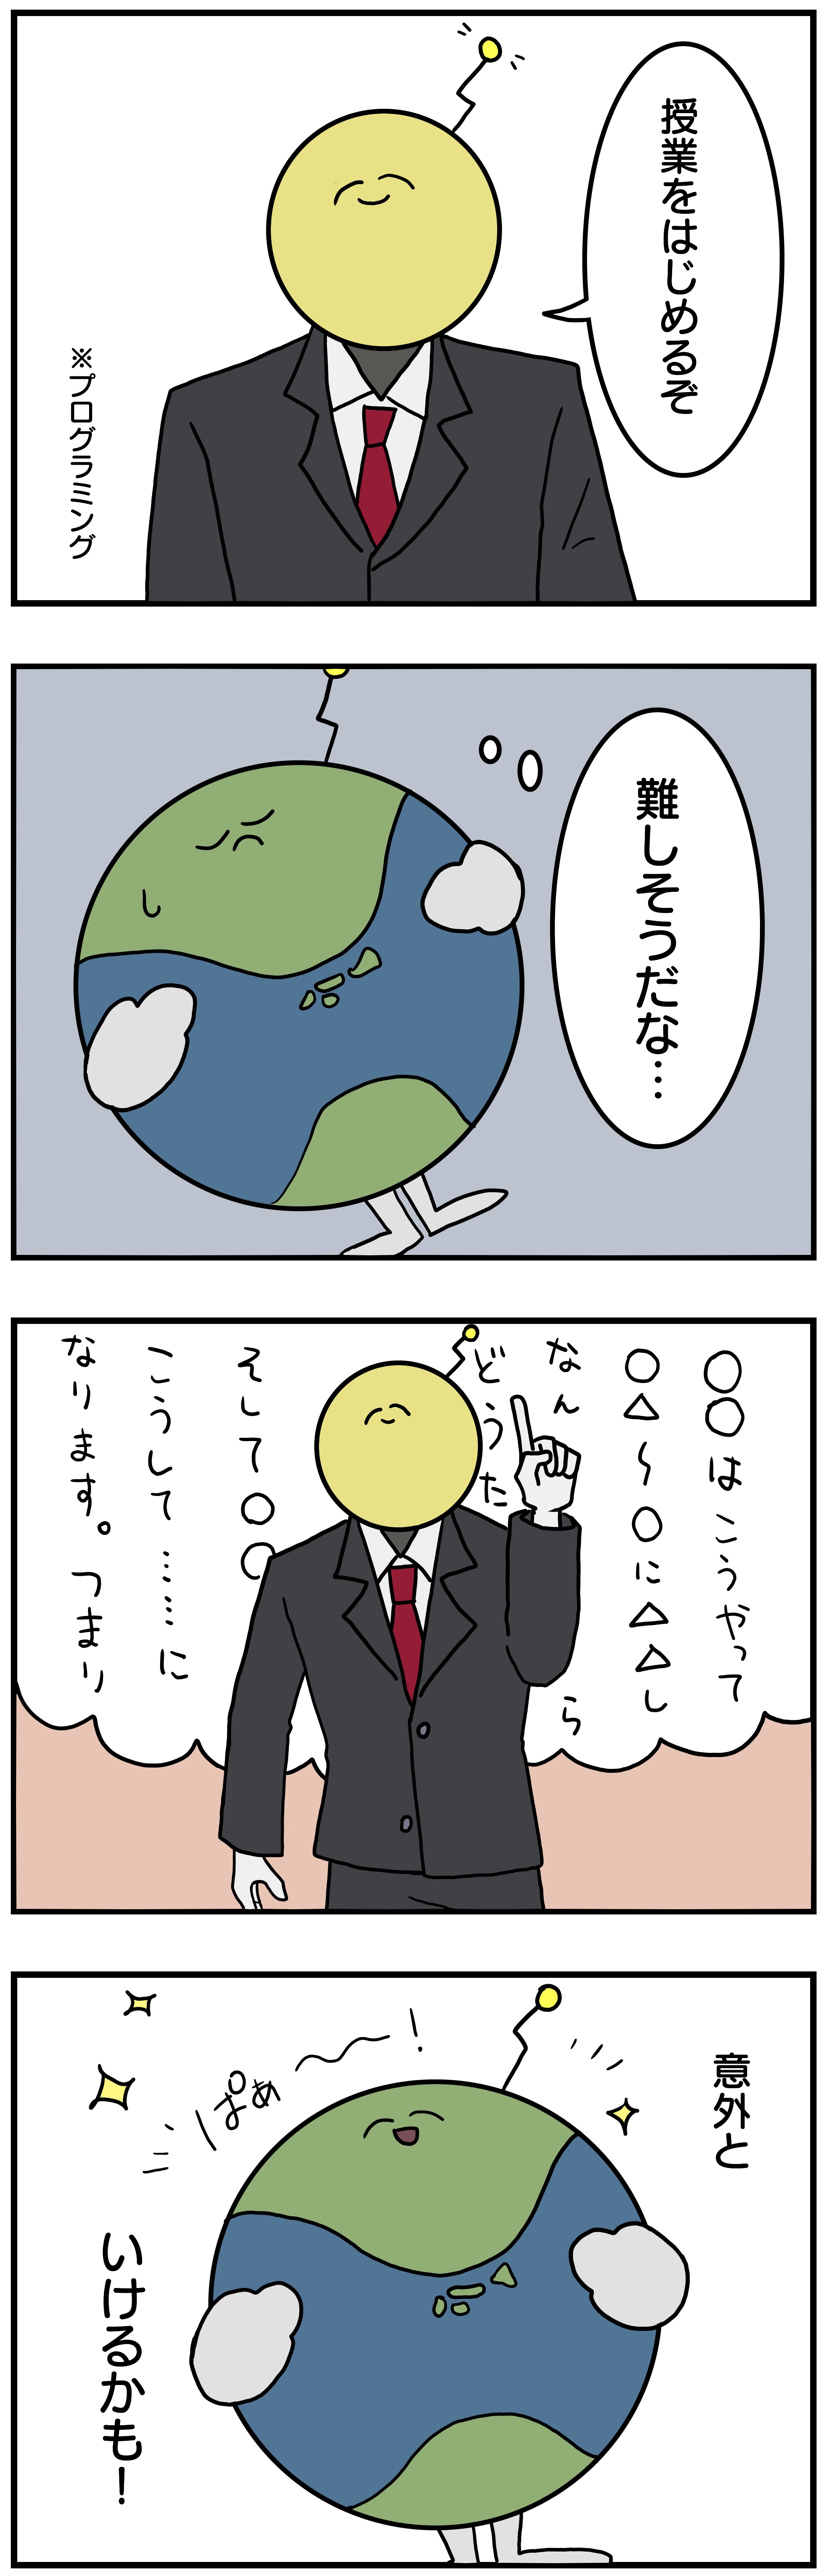 授業をはじめるぞ
※プログラミング
難しそうだな…
○○はこうやって
○△〜○に△△し
なん ら
どうた
そして○○
こうして……に
なります。つまり
意外と
ぱぁ〜〜!
いけるかも!